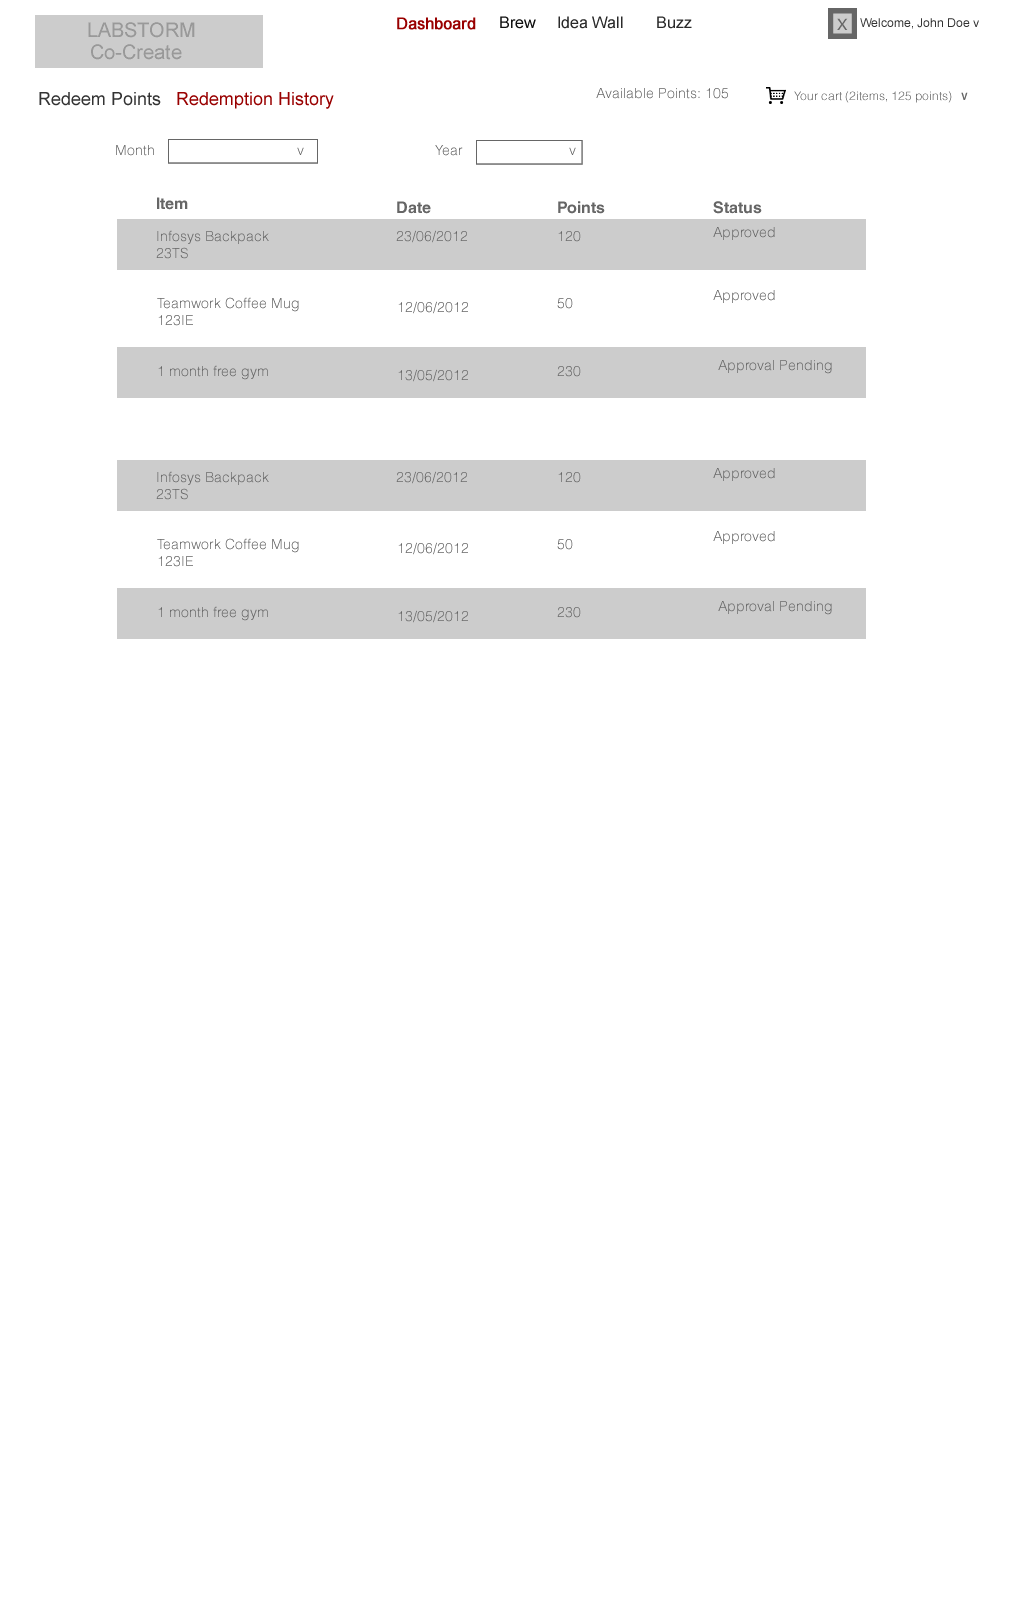 LABSTORM
Co-Create
Dashboard Brew Idea Wall Buzz
X Welcome, John Doe v
Redeem Points Redemption History
Available Points: 105
Your cart (2items, 125 points) v
Month v Year v
Item Date Points Status
Infosys Backpack 23/06/2012 120 Approved
23TS
Teamwork Coffee Mug 12/06/2012 50 Approved
123IE
1 month free gym 13/05/2012 230 Approval Pending
Infosys Backpack 23/06/2012 120 Approved
23TS
Teamwork Coffee Mug 12/06/2012 50 Approved
123IE
1 month free gym 13/05/2012 230 Approval Pending